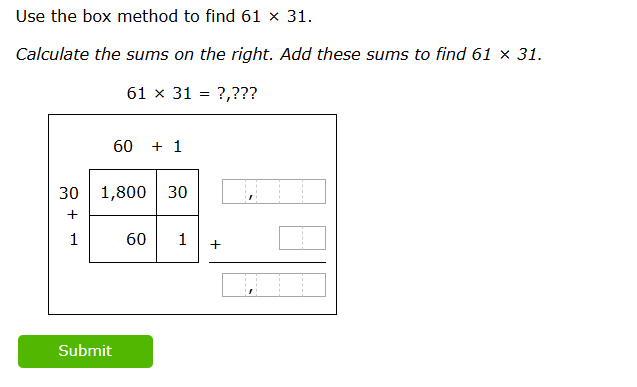 Use the box method to find 61 × 31.
Calculate the sums on the right. Add these sums to find 61 × 31.
61 × 31 = ?,???
60 + 1
30 1,800 30 ,
+
1 60 1 +
,
Submit